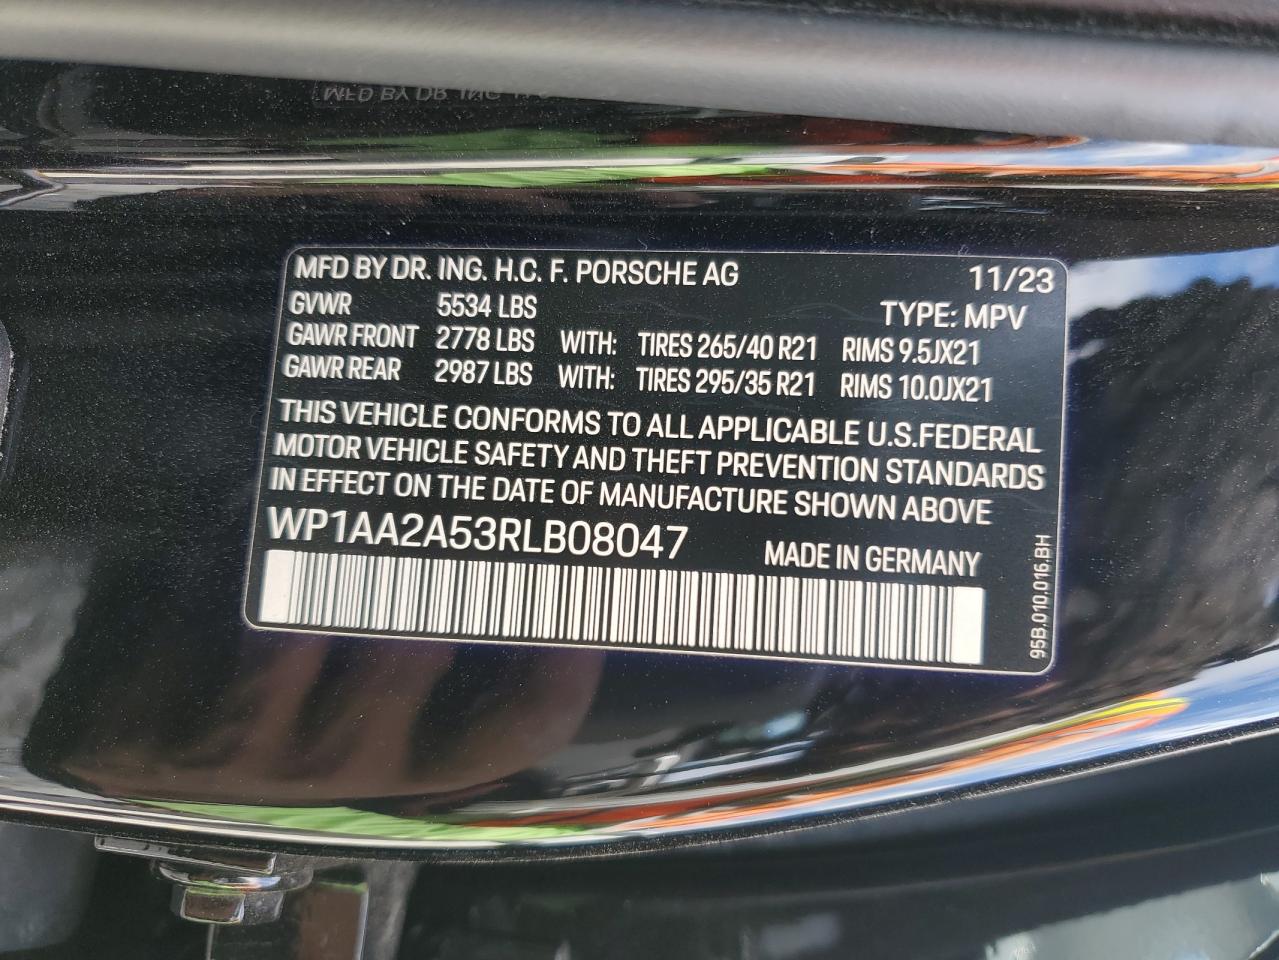 MFD BY DR. ING. H.C. F. PORSCHE AG 11/23
GVWR 5534 LBS TYPE: MPV
GAWR FRONT 2778 LBS WITH: TIRES 265/40 R21 RIMS 9.5JX21
GAWR REAR 2987 LBS WITH: TIRES 295/35 R21 RIMS 10.0JX21
THIS VEHICLE CONFORMS TO ALL APPLICABLE U.S.FEDERAL
MOTOR VEHICLE SAFETY AND THEFT PREVENTION STANDARDS
IN EFFECT ON THE DATE OF MANUFACTURE SHOWN ABOVE
WP1AA2A53RLB08047 MADE IN GERMANY
95B.010.016.BH